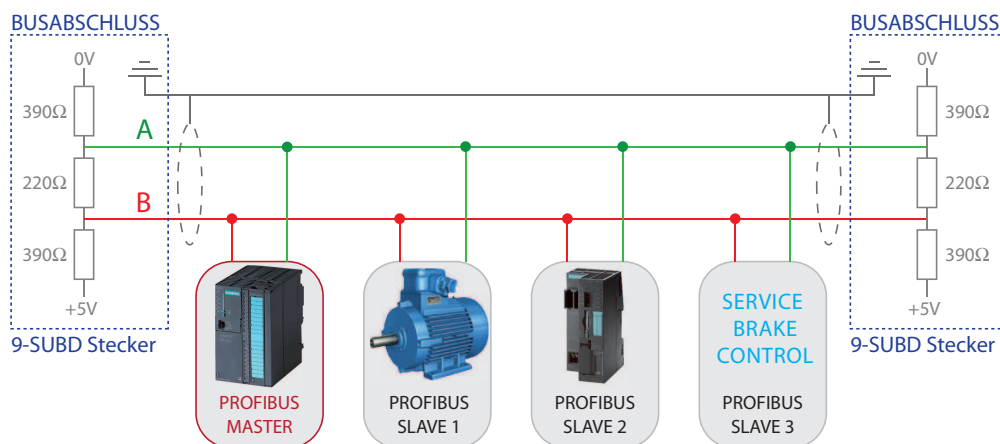 BUSABSCHLUSS
0V
390Ω
220Ω
390Ω
+5V
9-SUBD Stecker
A
B
BUSABSCHLUSS
0V
390Ω
220Ω
390Ω
+5V
9-SUBD Stecker
SIEMENS
PROFIBUS
MASTER
PROFIBUS
SLAVE 1
PROFIBUS
SLAVE 2
SERVICE
BRAKE
CONTROL
PROFIBUS
SLAVE 3